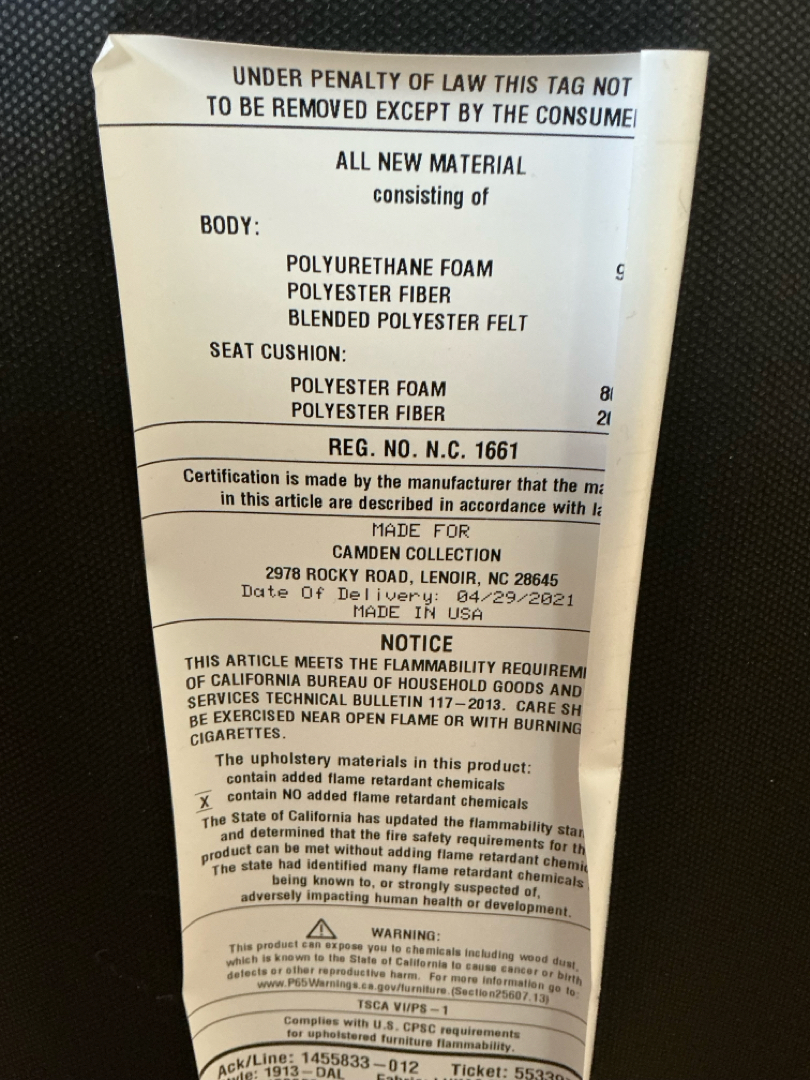 UNDER PENALTY OF LAW THIS TAG NOT
TO BE REMOVED EXCEPT BY THE CONSUME
ALL NEW MATERIAL
consisting of
BODY:
POLYURETHANE FOAM 9
POLYESTER FIBER
BLENDED POLYESTER FELT
SEAT CUSHION:
POLYESTER FOAM 8
POLYESTER FIBER 2
REG. NO. N.C. 1661
Certification is made by the manufacturer that the ma
in this article are described in accordance with la
MADE FOR
CAMDEN COLLECTION
2978 ROCKY ROAD, LENOIR, NC 28645
Date Of Delivery: 04/29/2021
MADE IN USA
NOTICE
THIS ARTICLE MEETS THE FLAMMABILITY REQUIREM
OF CALIFORNIA BUREAU OF HOUSEHOLD GOODS AND
SERVICES TECHNICAL BULLETIN 117-2013. CARE SH
BE EXERCISED NEAR OPEN FLAME OR WITH BURNING
CIGARETTES.
The upholstery materials in this product:
contain added flame retardant chemicals
X contain NO added flame retardant chemicals
The State of California has updated the flammability stan
and determined that the fire safety requirements for th
product can be met without adding flame retardant chemic
The state had identified many flame retardant chemicals
being known to, or strongly suspected of,
adversely impacting human health or development.
WARNING:
This product can expose you to chemicals including wood dust,
which is known to the State of California to cause cancer or birth
defects or other reproductive harm. For more information go to:
www.P65Warnings.ca.gov/furniture.(Section25607.13)
TSCA VI/PS-1
Complies with U.S. CPSC requirements
for upholstered furniture flammability.
Ack/Line: 1455833-012 Ticket: 55339
yle: 1913-DAL